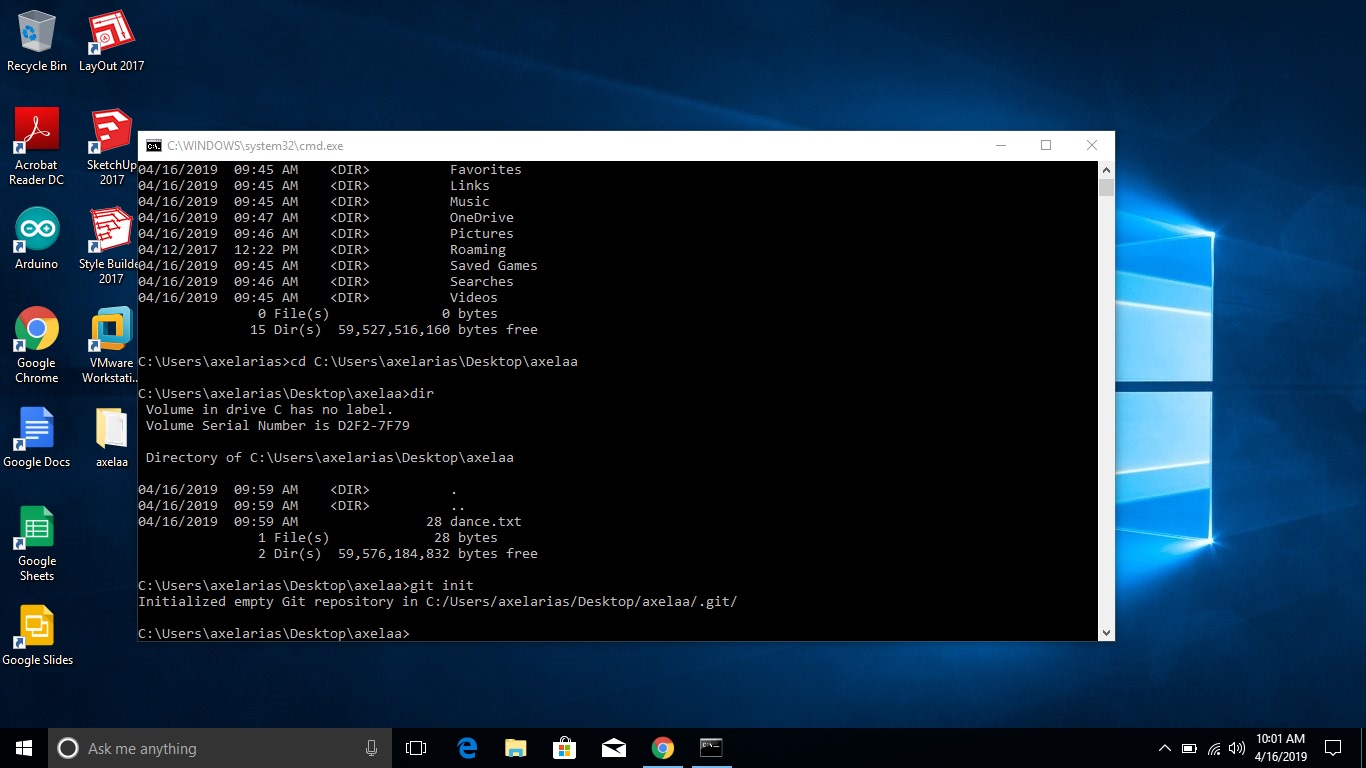 Recycle Bin
LayOut 2017
Acrobat
Reader DC
SketchUp
2017
Arduino
Style Builde
2017
Google
Chrome
VMware
Workstati...
Google Docs
axelaa
Google
Sheets
Google Slides
C:\WINDOWS\system32\cmd.exe
04/16/2019  09:45 AM    <DIR>          Favorites
04/16/2019  09:45 AM    <DIR>          Links
04/16/2019  09:45 AM    <DIR>          Music
04/16/2019  09:47 AM    <DIR>          OneDrive
04/16/2019  09:46 AM    <DIR>          Pictures
04/12/2017  12:22 PM    <DIR>          Roaming
04/16/2019  09:45 AM    <DIR>          Saved Games
04/16/2019  09:46 AM    <DIR>          Searches
04/16/2019  09:45 AM    <DIR>          Videos
0 File(s)              0 bytes
15 Dir(s)  59,527,516,160 bytes free
C:\Users\axelarias>cd C:\Users\axelarias\Desktop\axelaa
C:\Users\axelarias\Desktop\axelaa>dir
Volume in drive C has no label.
Volume Serial Number is D2F2-7F79
Directory of C:\Users\axelarias\Desktop\axelaa
04/16/2019  09:59 AM    <DIR>          .
04/16/2019  09:59 AM    <DIR>          ..
04/16/2019  09:59 AM                28 dance.txt
1 File(s)             28 bytes
2 Dir(s)  59,576,184,832 bytes free
C:\Users\axelarias\Desktop\axelaa>git init
Initialized empty Git repository in C:/Users/axelarias/Desktop/axelaa/.git/
C:\Users\axelarias\Desktop\axelaa>
Ask me anything
10:01 AM
4/16/2019